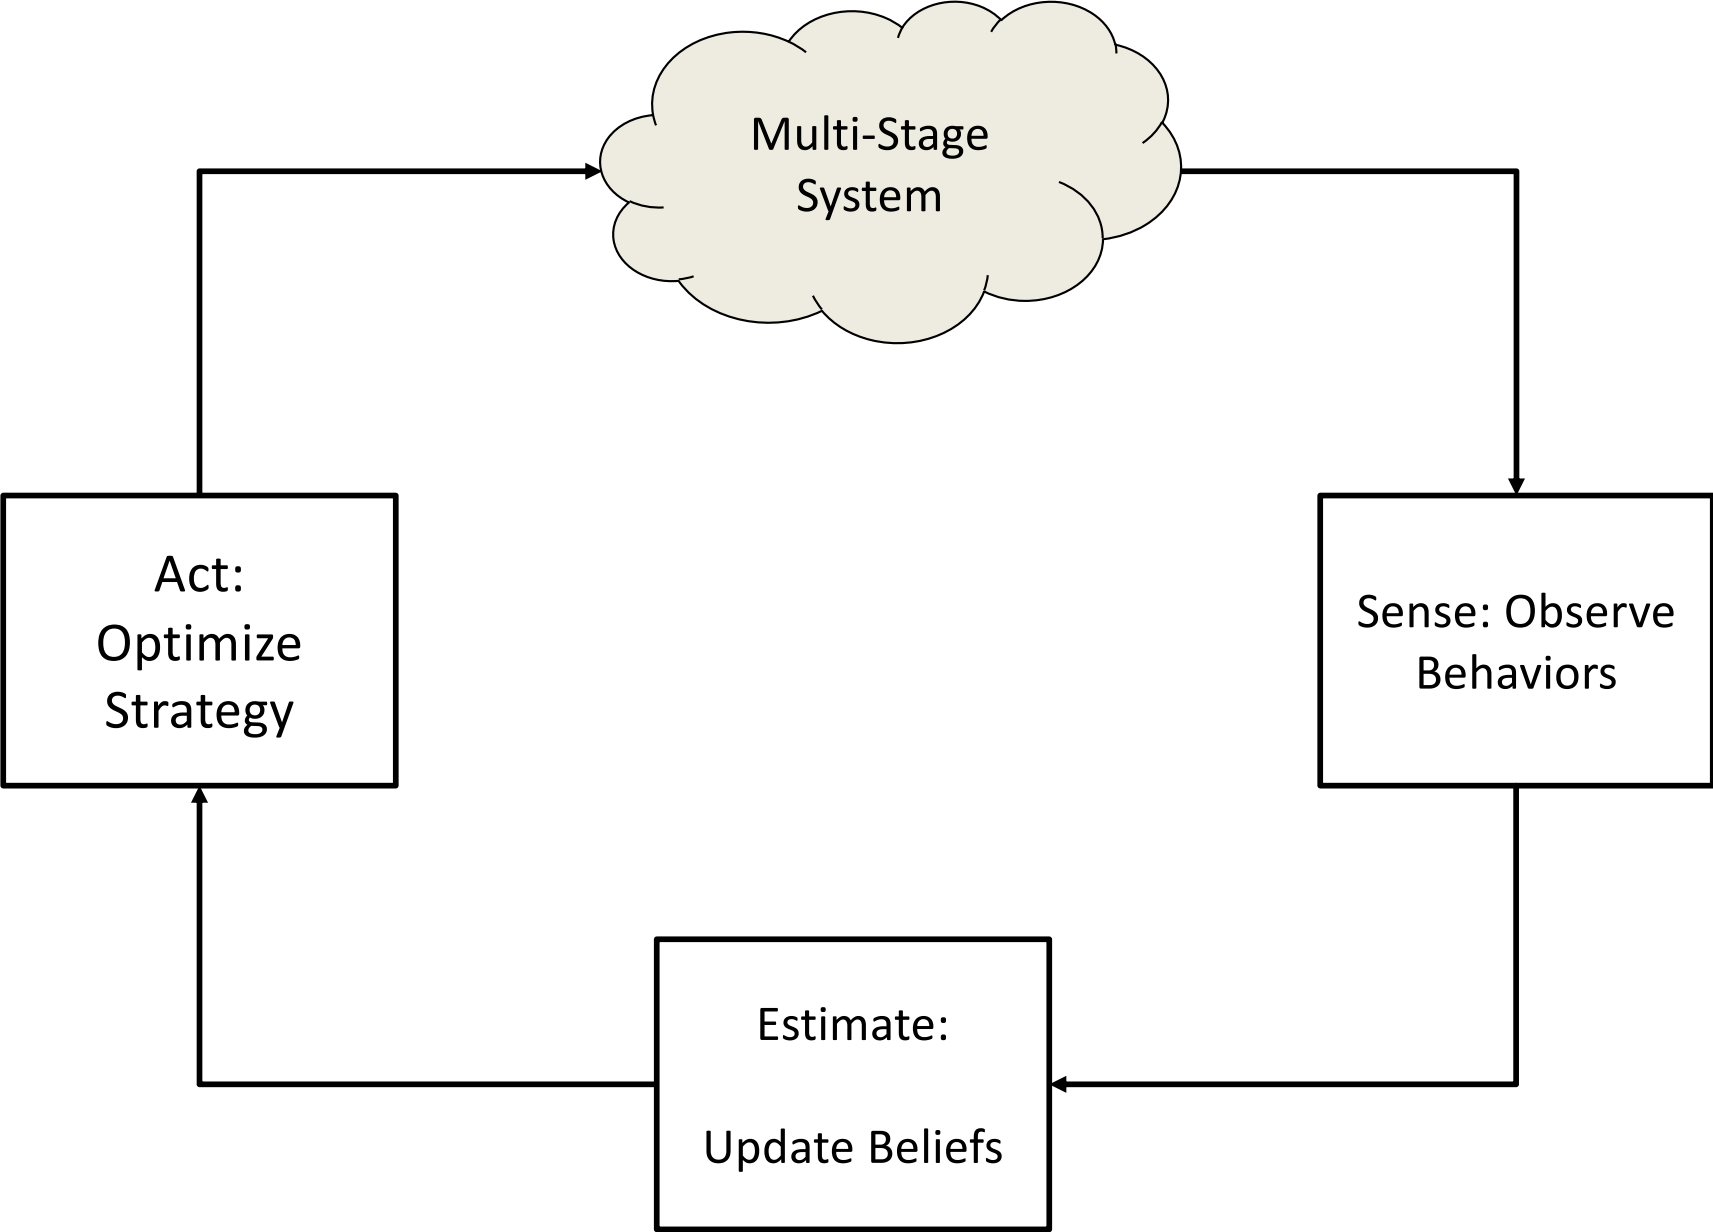 Multi-Stage
System
Act:
Optimize
Strategy
Sense: Observe
Behaviors
Estimate:
Update Beliefs